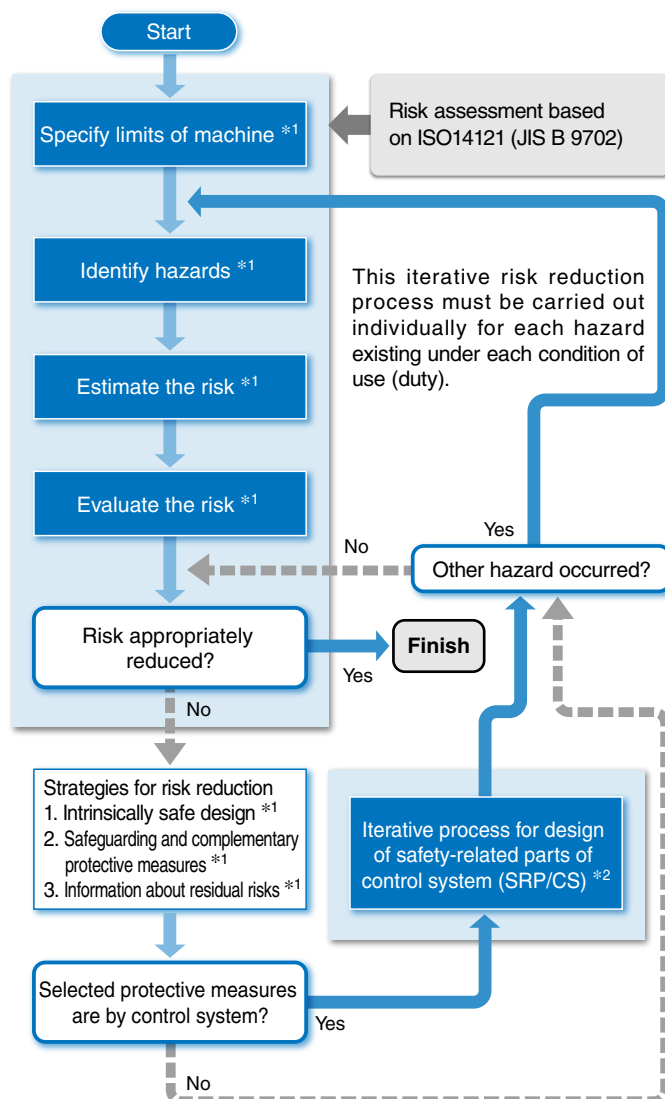 Start
Specify limits of machine *1
Risk assessment based
on ISO14121 (JIS B 9702)
Identify hazards *1
This iterative risk reduction
process must be carried out
individually for each hazard
existing under each condition of
use (duty).
Estimate the risk *1
Evaluate the risk *1
Yes
No
Other hazard occurred?
Risk appropriately
reduced?
Yes
Finish
No
Strategies for risk reduction
1. Intrinsically safe design *1
2. Safeguarding and complementary
protective measures *1
3. Information about residual risks *1
Iterative process for design
of safety-related parts of
control system (SRP/CS) *2
Selected protective measures
are by control system?
Yes
No